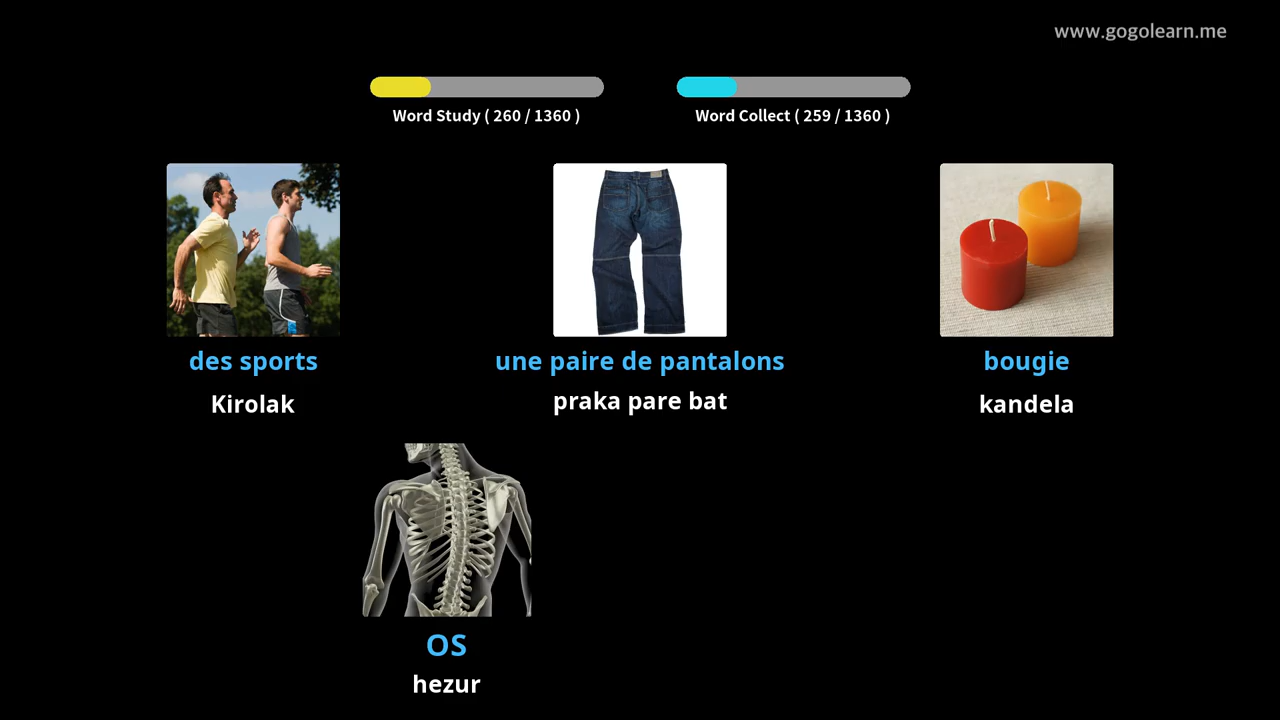 www.gogolearn.me
Word Study ( 260 / 1360 )
Word Collect ( 259 / 1360 )
des sports
une paire de pantalons
bougie
Kirolak
praka pare bat
kandela
OS
hezur